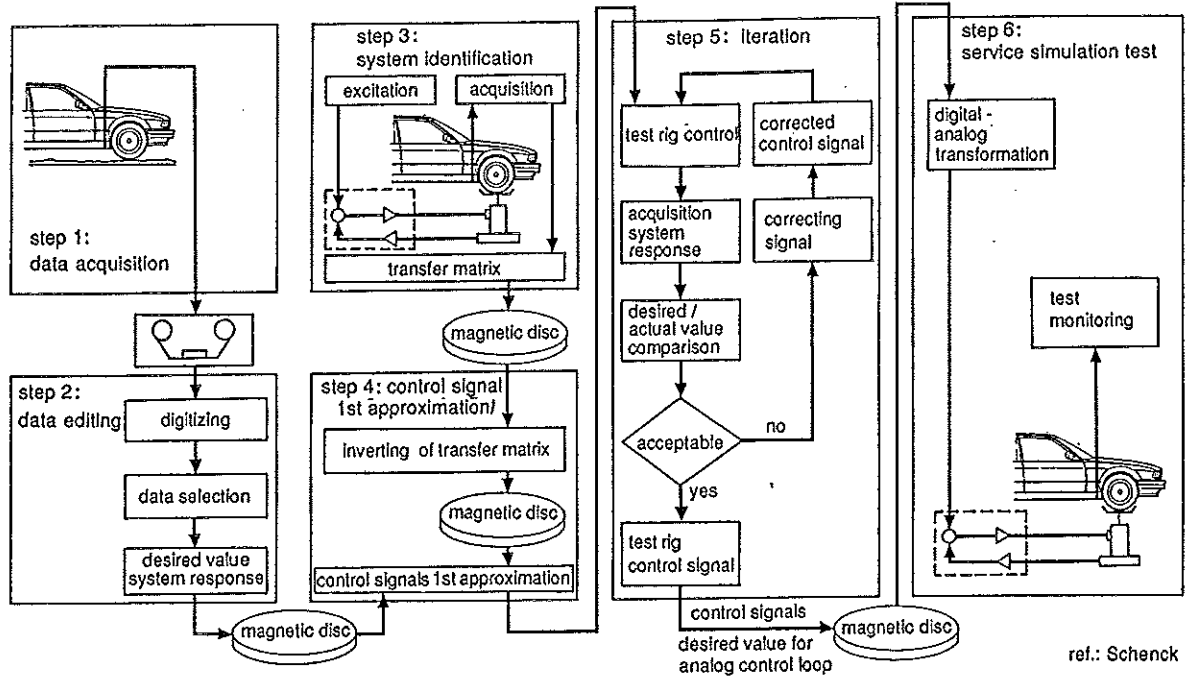 step 1:
data acquisition
step 2:
data editing
digitizing
data selection
desired value
system response
magnetic disc
step 3:
system identification
excitation
acquisition
transfer matrix
magnetic disc
step 4: control signal
1st approximation/
inverting of transfer matrix
magnetic disc
control signals 1st approximation
step 5: iteration
test rig control
corrected
control signal
acquisition
system
response
correcting
signal
desired /
actual value
comparison
acceptable
no
yes
test rig
control signal
control signals
desired value for
analog control loop
magnetic disc
step 6:
service simulation test
digital -
analog
transformation
test
monitoring
ref.: Schenck